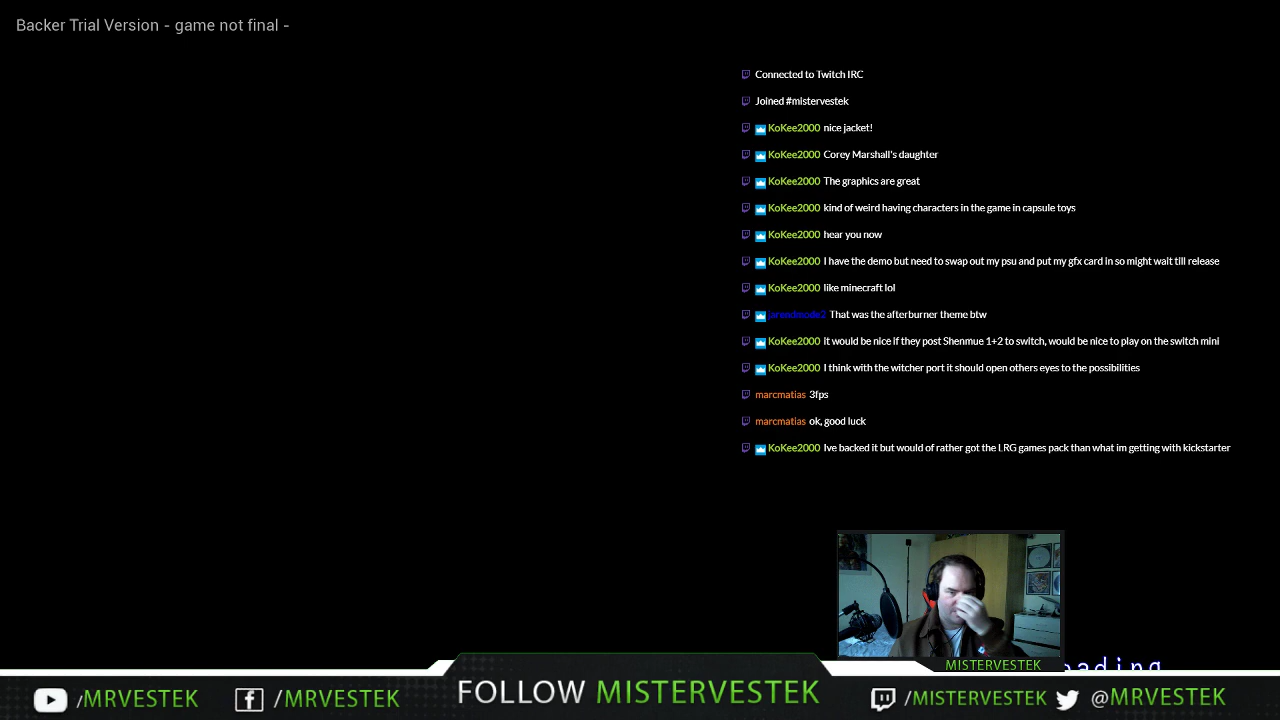 Backer Trial Version - game not final -
Connected to Twitch IRC
Joined #mistervestek
KoKee2000 nice jacket!
KoKee2000 Corey Marshall's daughter
KoKee2000 The graphics are great
KoKee2000 kind of weird having characters in the game in capsule toys
KoKee2000 hear you now
KoKee2000 I have the demo but need to swap out my psu and put my gfx card in so might wait till release
KoKee2000 like minecraft lol
That was the afterburner theme btw
KoKee2000 it would be nice if they post Shenmue 1+2 to switch, would be nice to play on the switch mini
KoKee2000 I think with the witcher port it should open others eyes to the possibilities
marcmatias 3fps
marcmatias ok, good luck
KoKee2000 Ive backed it but would of rather got the LRG games pack than what im getting with kickstarter
MISTERVESTEK
oading
/MRVESTEK
/MRVESTEK
FOLLOW MISTERVESTEK
/MISTERVESTEK
@MRVESTEK